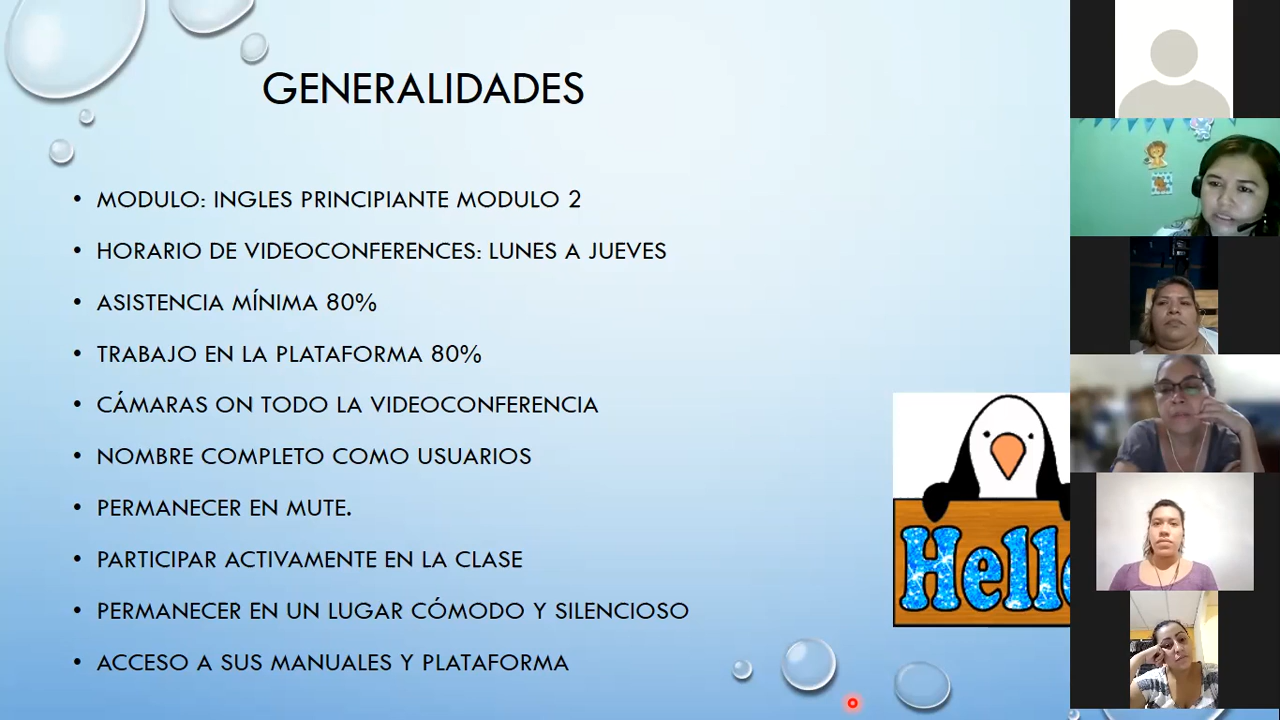 GENERALIDADES
• MODULO: INGLES PRINCIPIANTE MODULO 2
• HORARIO DE VIDEOCONFERENCES: LUNES A JUEVES
• ASISTENCIA MÍNIMA 80%
• TRABAJO EN LA PLATAFORMA 80%
• CÁMARAS ON TODO LA VIDEOCONFERENCIA
• NOMBRE COMPLETO COMO USUARIOS
• PERMANECER EN MUTE.
• PARTICIPAR ACTIVAMENTE EN LA CLASE
• PERMANECER EN UN LUGAR CÓMODO Y SILENCIOSO
• ACCESO A SUS MANUALES Y PLATAFORMA
Hello